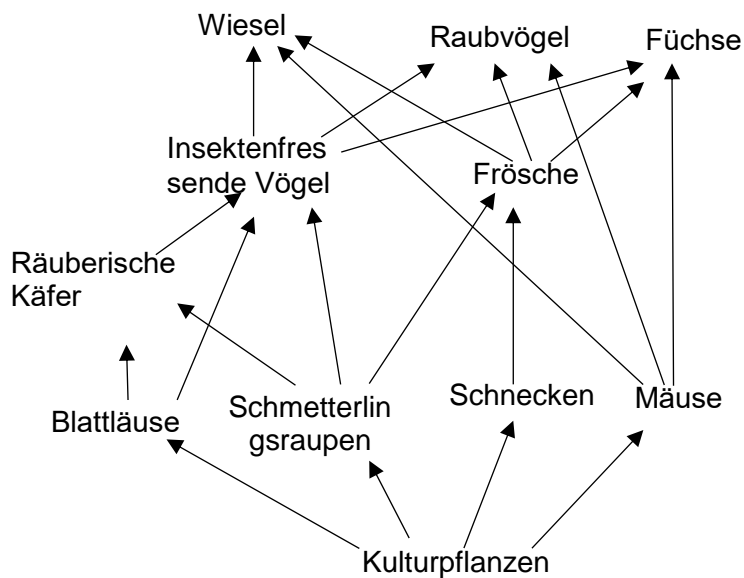 Wiesel
Raubvögel
Füchse
Insektenfres
sende Vögel
Frösche
Räuberische
Käfer
Blattläuse
Schmetterlin
gsraupen
Schnecken
Mäuse
Kulturpflanzen